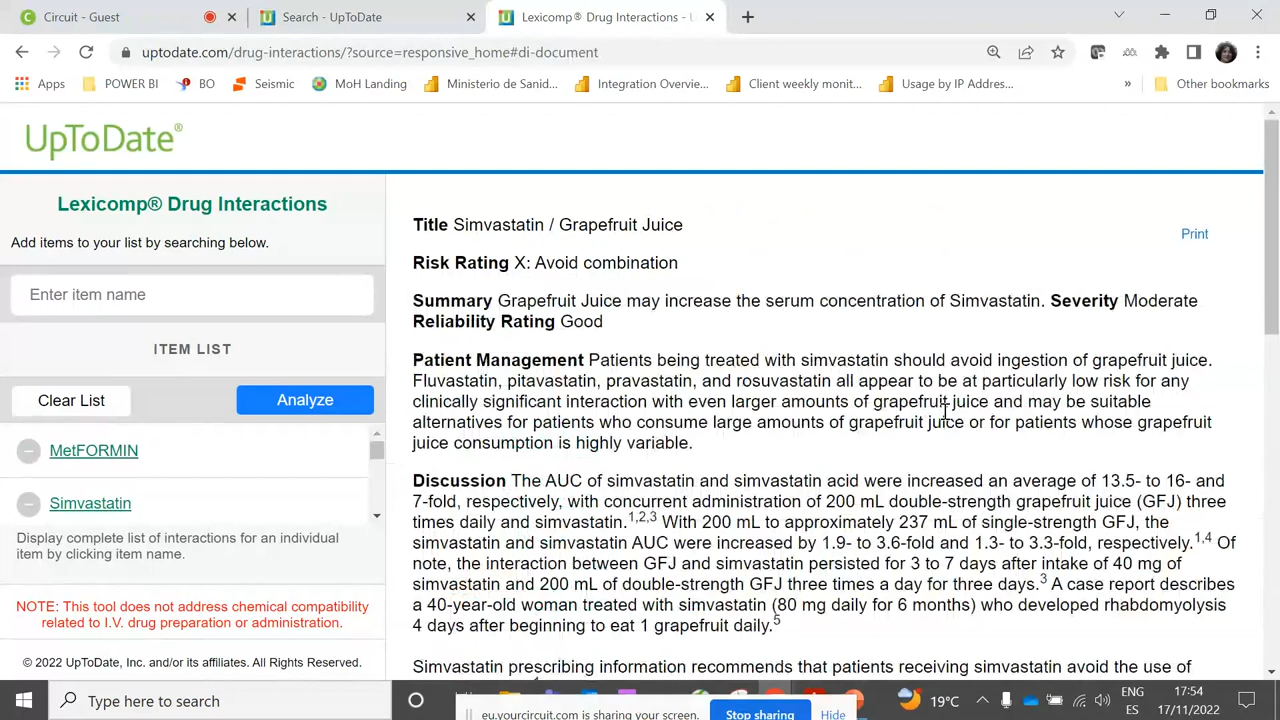 Circuit - Guest
Search - UpToDate
Lexicomp® Drug Interactions - U
uptodate.com/drug-interactions/?source=responsive_home#di-document
Apps
POWER BI
BO
Seismic
MoH Landing
Ministerio de Sanid...
Integration Overvie...
Client weekly monit...
Usage by IP Addres...
»
Other bookmarks
UpToDate®
Lexicomp® Drug Interactions
Add items to your list by searching below.
Enter item name
ITEM LIST
Clear List
Analyze
MetFORMIN
Simvastatin
Display complete list of interactions for an individual
item by clicking item name.
NOTE: This tool does not address chemical compatibility
related to I.V. drug preparation or administration.
© 2022 UpToDate, Inc. and/or its affiliates. All Rights Reserved.
Print
Title Simvastatin / Grapefruit Juice
Risk Rating X: Avoid combination
Summary Grapefruit Juice may increase the serum concentration of Simvastatin. Severity Moderate
Reliability Rating Good
Patient Management Patients being treated with simvastatin should avoid ingestion of grapefruit juice.
Fluvastatin, pitavastatin, pravastatin, and rosuvastatin all appear to be at particularly low risk for any
clinically significant interaction with even larger amounts of grapefruit juice and may be suitable
alternatives for patients who consume large amounts of grapefruit juice or for patients whose grapefruit
juice consumption is highly variable.
Discussion The AUC of simvastatin and simvastatin acid were increased an average of 13.5- to 16- and
7-fold, respectively, with concurrent administration of 200 mL double-strength grapefruit juice (GFJ) three
times daily and simvastatin.1,2,3 With 200 mL to approximately 237 mL of single-strength GFJ, the
simvastatin and simvastatin AUC were increased by 1.9- to 3.6-fold and 1.3- to 3.3-fold, respectively.1,4 Of
note, the interaction between GFJ and simvastatin persisted for 3 to 7 days after intake of 40 mg of
simvastatin and 200 mL of double-strength GFJ three times a day for three days.3 A case report describes
a 40-year-old woman treated with simvastatin (80 mg daily for 6 months) who developed rhabdomyolysis
4 days after beginning to eat 1 grapefruit daily.5
Simvastatin prescribing information recommends that patients receiving simvastatin avoid the use of
Type here to search
eu.yourcircuit.com is sharing your screen.
Stop sharing
Hide
19°C
ENG
ES
17:54
17/11/2022